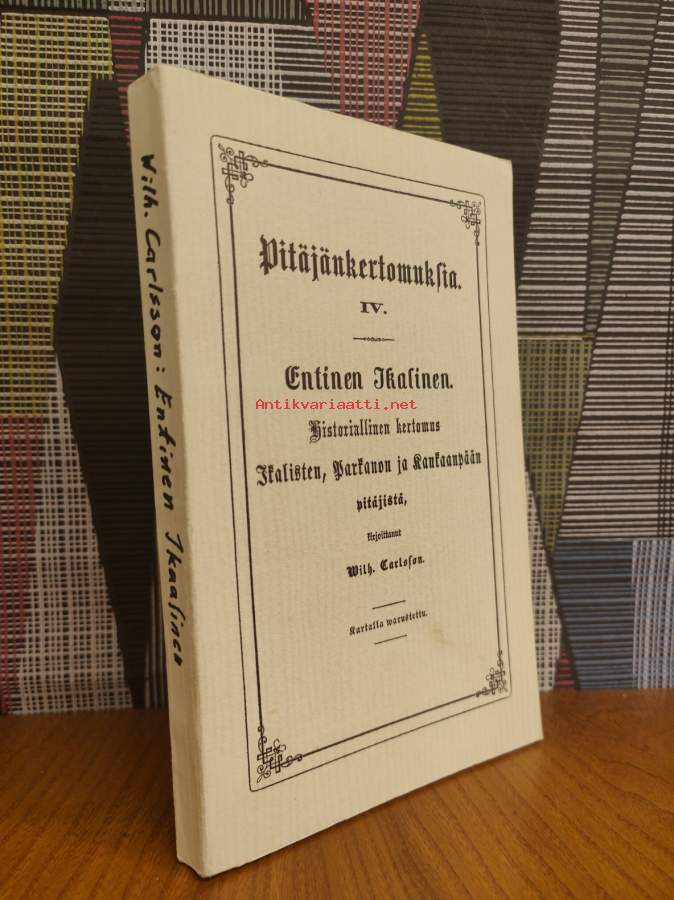 Wilh. Carlsson: Entinen Ikaalinen
Pitäjänkertomuksia.
IV.
Entinen Ikalinen.
Antikvariaatti.net
Historiallinen kertomus
Ikalisten, Parkanon ja Kankaanpään
pitäjistä,
kirjoittanut
Wilh. Carlsson.
Kartalla warustettu.